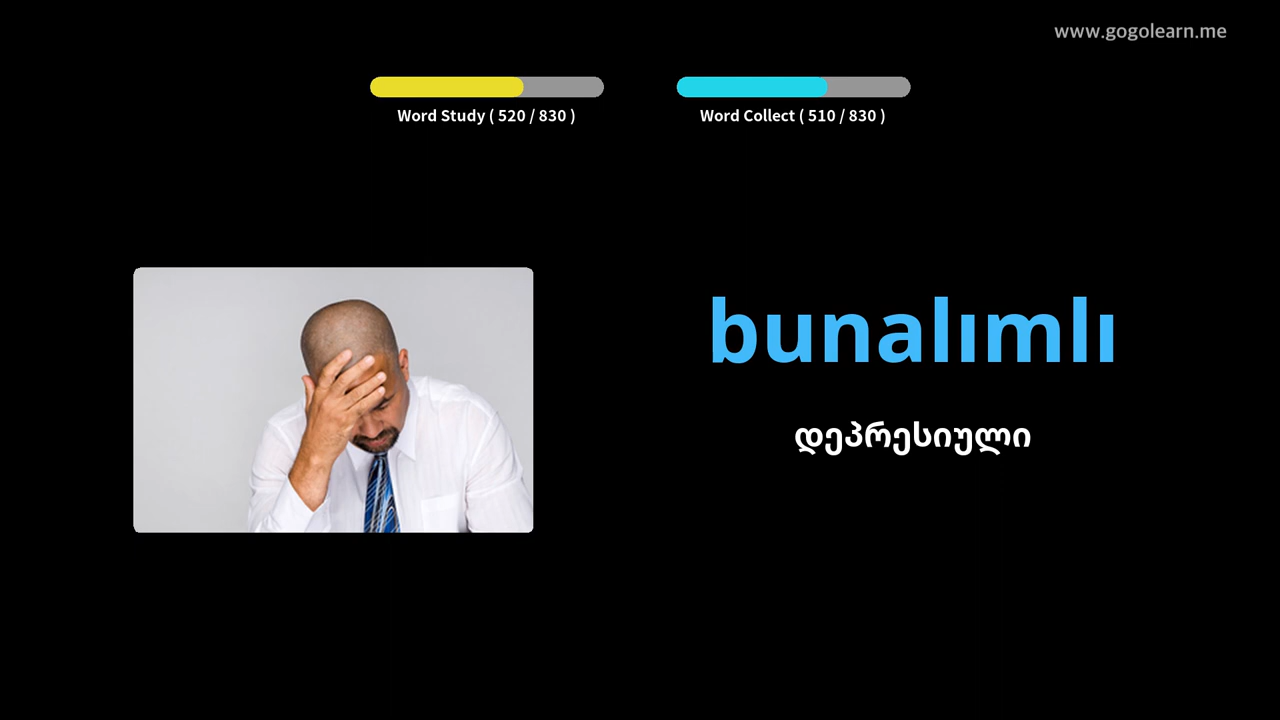 www.gogolearn.me
Word Study ( 520 / 830 )
Word Collect ( 510 / 830 )
bunalımlı
დეპრესიული